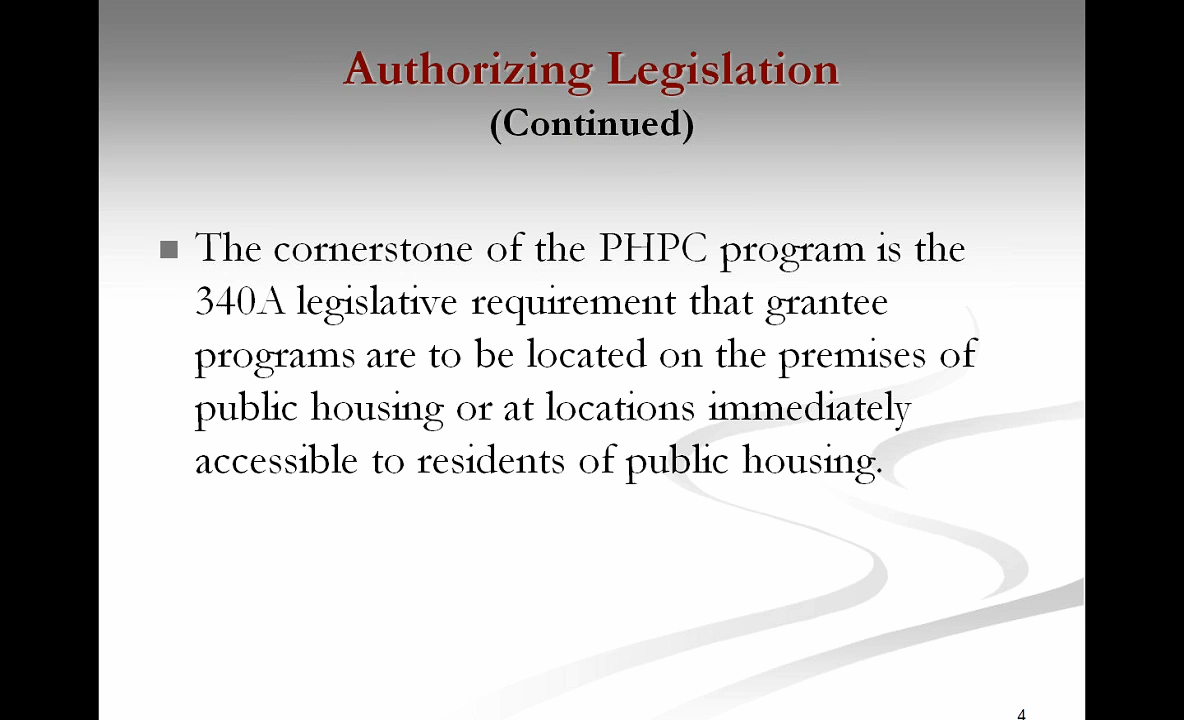 Authorizing Legislation
(Continued)
The cornerstone of the PHPC program is the
340A legislative requirement that grantee
programs are to be located on the premises of
public housing or at locations immediately
accessible to residents of public housing.
4